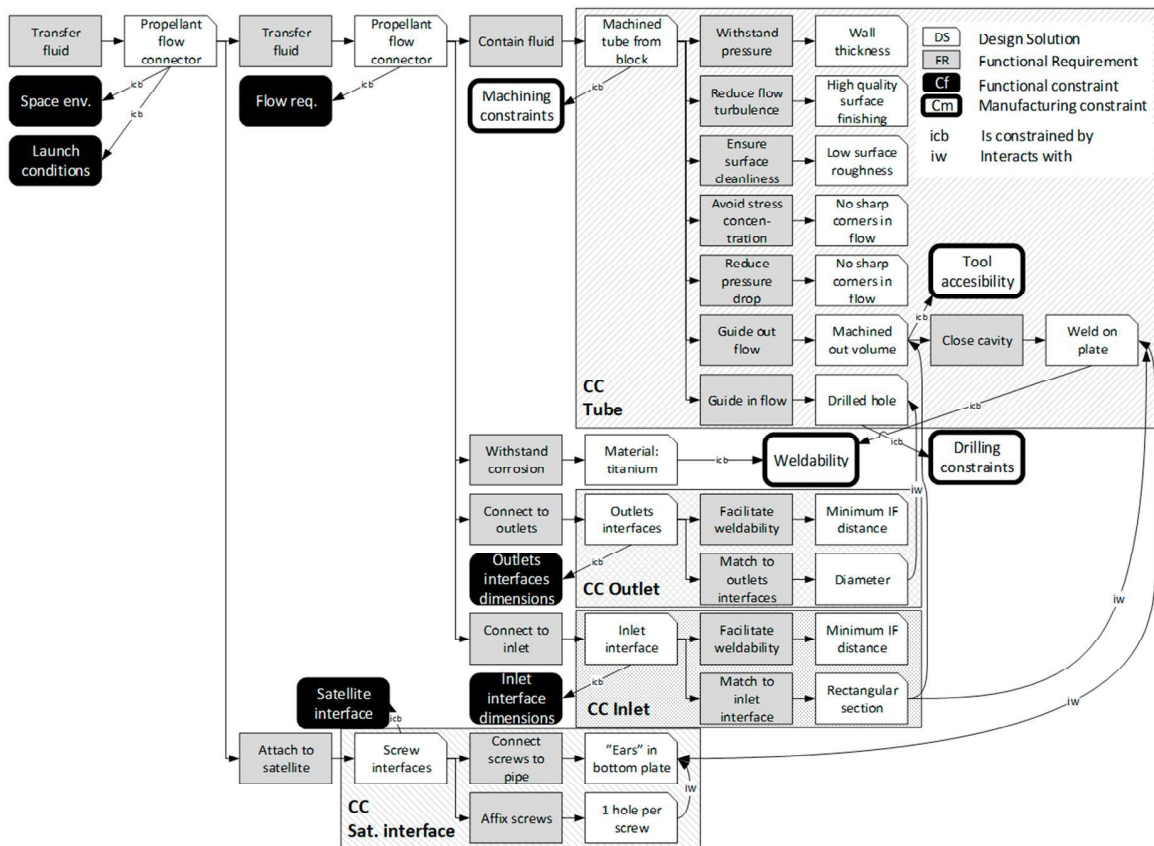 Transfer
fluid
Propellant
flow
connector
Transfer
fluid
Propellant
flow
connector
Contain fluid
Machined
tube from
block
Withstand
pressure
Wall
thickness
DS
Design Solution
FR
Functional Requirement
Cf
Functional constraint
Cm
Manufacturing constraint
icb
Is constrained by
iw
Interacts with
Space env.
icb
icb
Launch
conditions
Flow req.
icb
Machining
constraints
icb
Reduce flow
turbulence
High quality
surface
finishing
Ensure
surface
cleanliness
Low surface
roughness
Avoid stress
concen-
tration
No sharp
corners in
flow
Reduce
pressure
drop
No sharp
corners in
flow
Tool
accesibility
icb
Guide out
flow
Machined
out volume
Close cavity
Weld on
plate
CC
Tube
Guide in flow
Drilled hole
icb
icb
Withstand
corrosion
Material:
titanium
icb
Weldability
Drilling
constraints
iw
Connect to
outlets
Outlets
interfaces
Facilitate
weldability
Minimum IF
distance
icb
Outlets
interfaces
dimensions
CC Outlet
Match to
outlets
interfaces
Diameter
iw
Connect to
inlet
Inlet
interface
Facilitate
weldability
Minimum IF
distance
icb
Inlet
interface
dimensions
CC Inlet
Match to
inlet
interface
Rectangular
section
iw
Satellite
interface
icb
Attach to
satellite
Screw
interfaces
Connect
screws to
pipe
"Ears" in
bottom plate
iw
CC
Sat. interface
Affix screws
1 hole per
screw